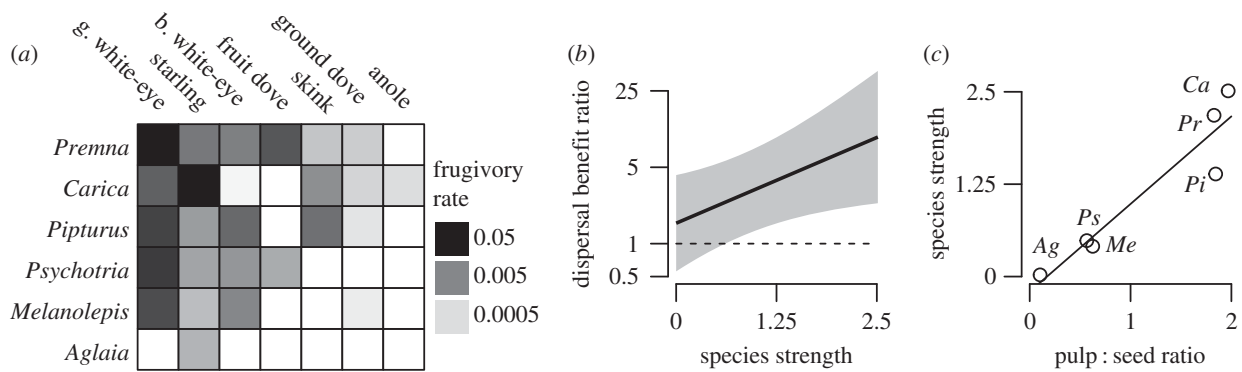 (a)
g. white-eye
starling
b. white-eye
fruit dove
skink
ground dove
anole
Premna
Carica
Pipturus
Psychotria
Melanolepis
Aglaia
frugivory
rate
0.05
0.005
0.0005
(b)
dispersal benefit ratio
25
5
1
0.5
0 1.25 2.5
species strength
(c)
species strength
2.5
1.25
0
Ca
Pr
Pi
Ps
Ag
Me
0 1 2
pulp : seed ratio